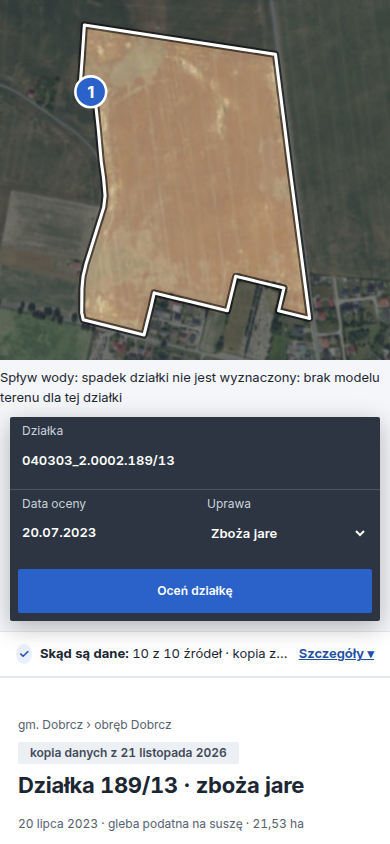 1
Spływ wody: spadek działki nie jest wyznaczony: brak modelu
terenu dla tej działki
Działka
040303_2.0002.189/13
Data oceny
Uprawa
20.07.2023
Zboża jare
Oceń działkę
Skąd są dane: 10 z 10 źródeł · kopia z... Szczegóły ▾
gm. Dobrcz › obręb Dobrcz
kopia danych z 21 listopada 2026
Działka 189/13 · zboża jare
20 lipca 2023 · gleba podatna na suszę · 21,53 ha